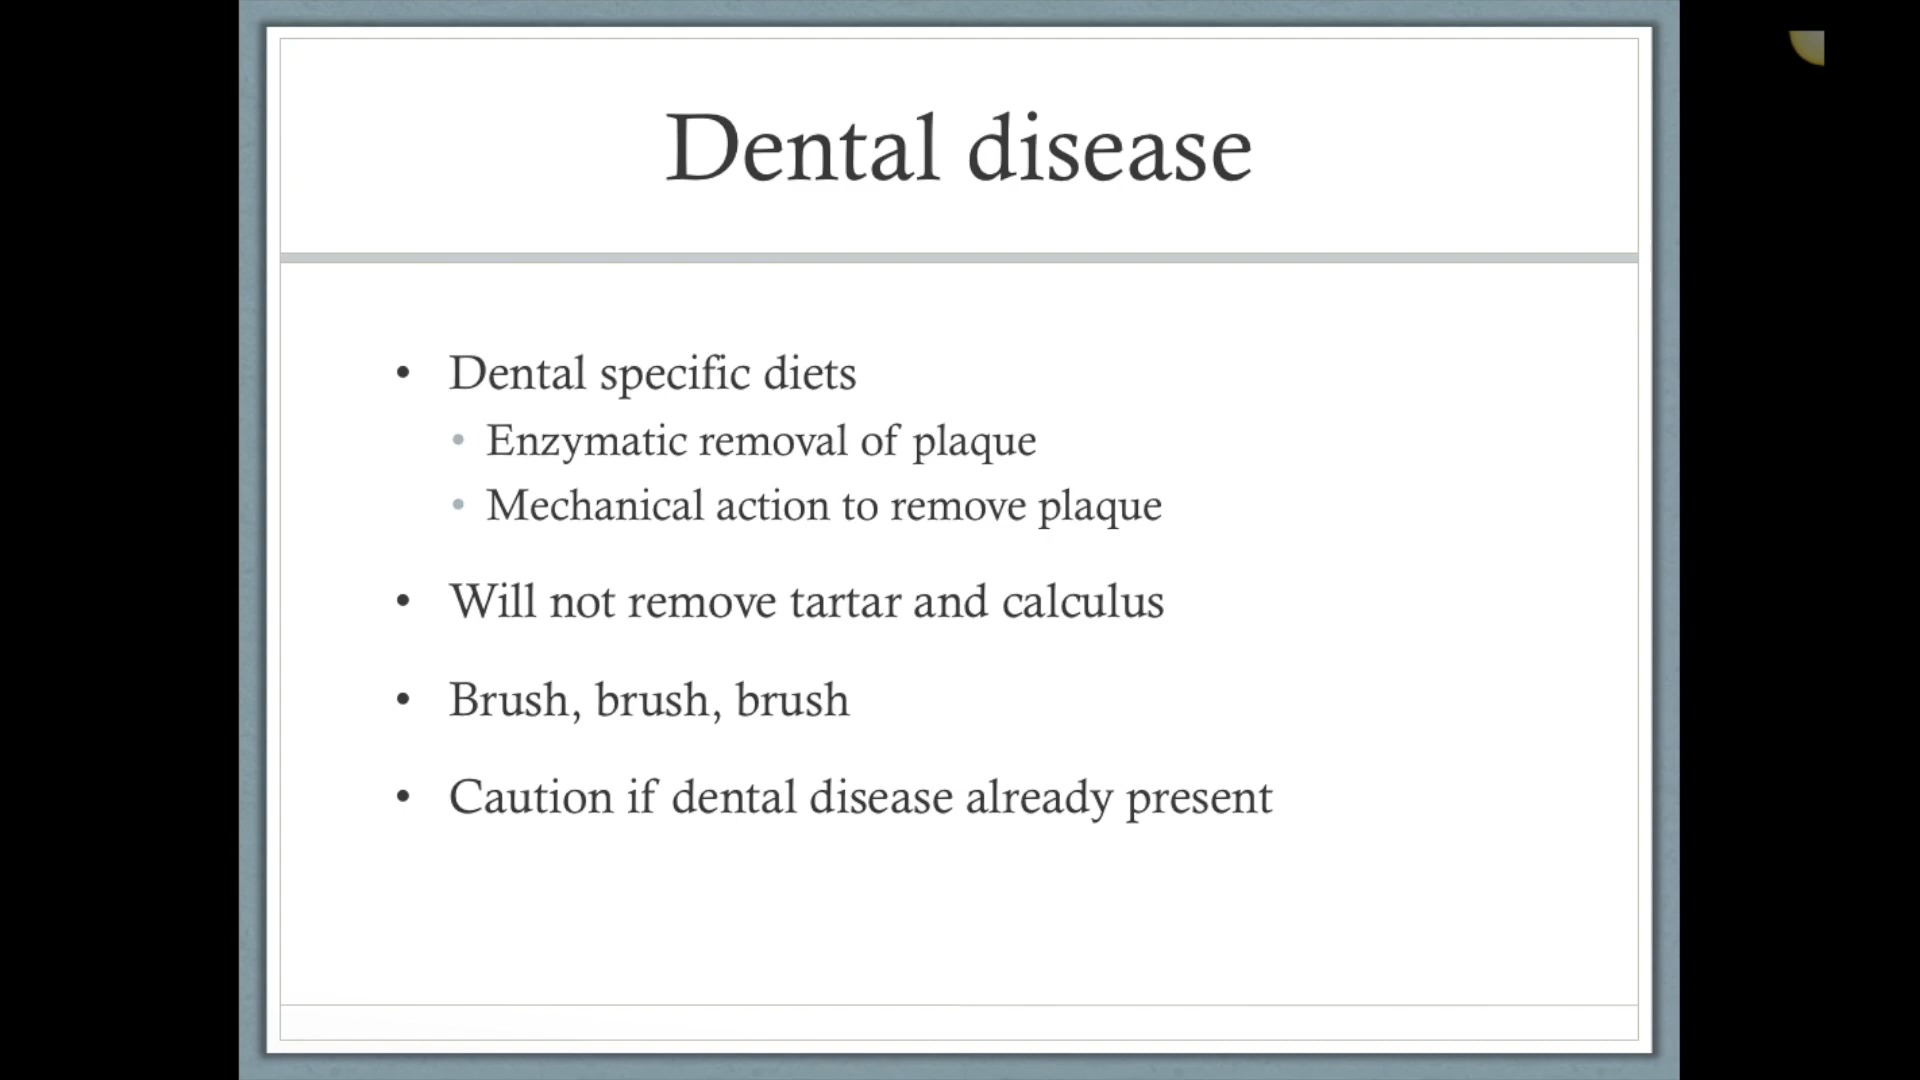 Dental disease
• Dental specific diets
• Enzymatic removal of plaque
• Mechanical action to remove plaque
• Will not remove tartar and calculus
• Brush, brush, brush
• Caution if dental disease already present